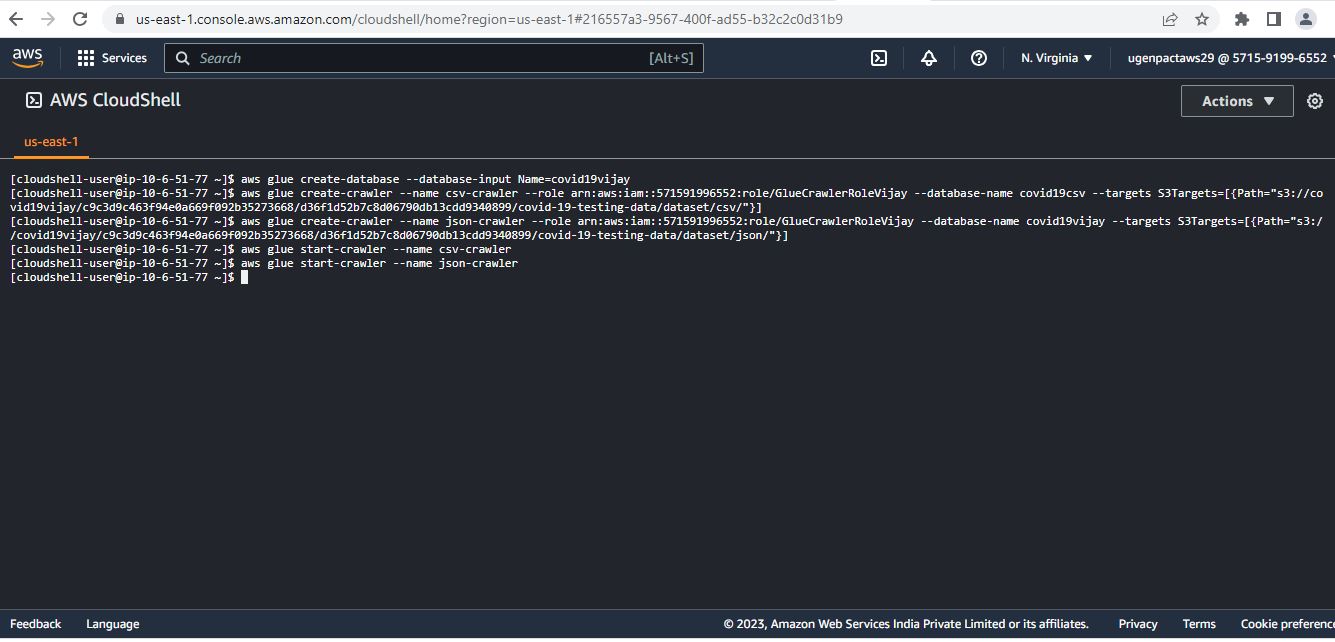 us-east-1.console.aws.amazon.com/cloudshell/home?region=us-east-1#216557a3-9567-400f-ad55-b32c2c0d31b9
aws Services Search [Alt+S] N. Virginia ▼ ugenpactaws29 @ 5715-9199-6552
AWS CloudShell Actions ▼
us-east-1
[cloudshell-user@ip-10-6-51-77 ~]$ aws glue create-database --database-input Name=covid19vijay
[cloudshell-user@ip-10-6-51-77 ~]$ aws glue create-crawler --name csv-crawler --role arn:aws:iam::571591996552:role/GlueCrawlerRoleVijay --database-name covid19csv --targets S3Targets=[{Path="s3://co
vid19vijay/c9c3d9c463f94e0a669f092b35273668/d36f1d52b7c8d06790db13cdd9340899/covid-19-testing-data/dataset/csv/"}]
[cloudshell-user@ip-10-6-51-77 ~]$ aws glue create-crawler --name json-crawler --role arn:aws:iam::571591996552:role/GlueCrawlerRoleVijay --database-name covid19vijay --targets S3Targets=[{Path="s3:/
/covid19vijay/c9c3d9c463f94e0a669f092b35273668/d36f1d52b7c8d06790db13cdd9340899/covid-19-testing-data/dataset/json/"}]
[cloudshell-user@ip-10-6-51-77 ~]$ aws glue start-crawler --name csv-crawler
[cloudshell-user@ip-10-6-51-77 ~]$ aws glue start-crawler --name json-crawler
[cloudshell-user@ip-10-6-51-77 ~]$
Feedback Language © 2023, Amazon Web Services India Private Limited or its affiliates. Privacy Terms Cookie preference